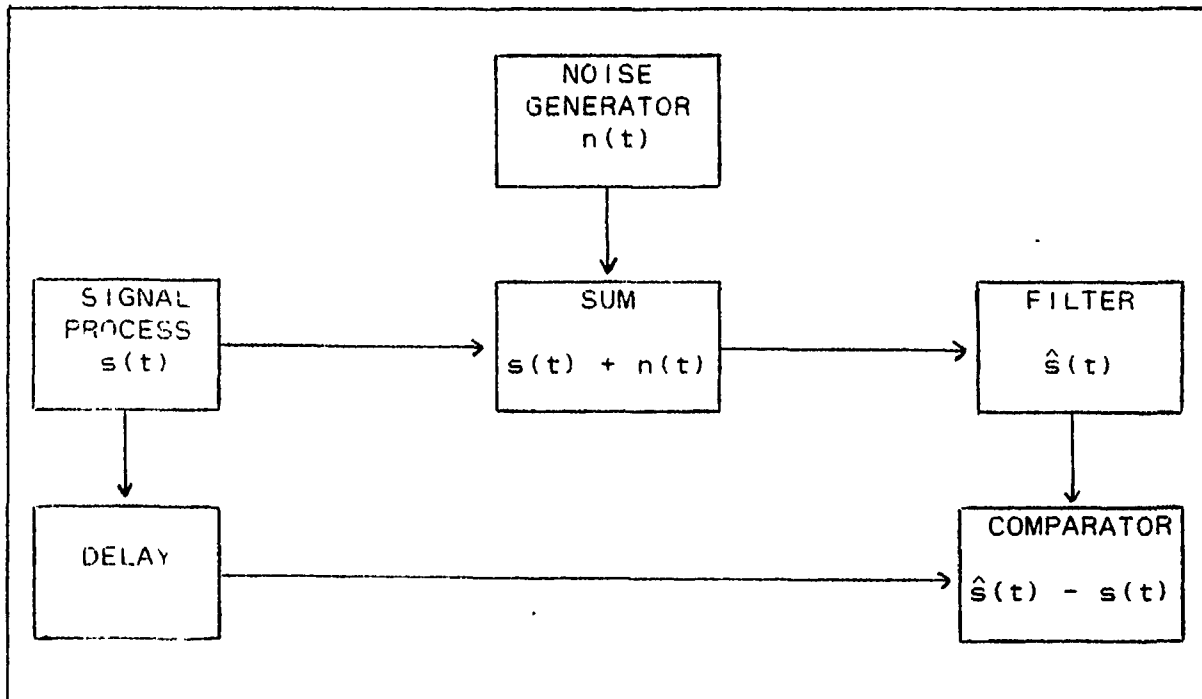 NOISE
GENERATOR
n(t)
SIGNAL
PROCESS
s(t)
SUM
s(t) + n(t)
FILTER
ŝ(t)
DELAY
COMPARATOR
ŝ(t) - s(t)